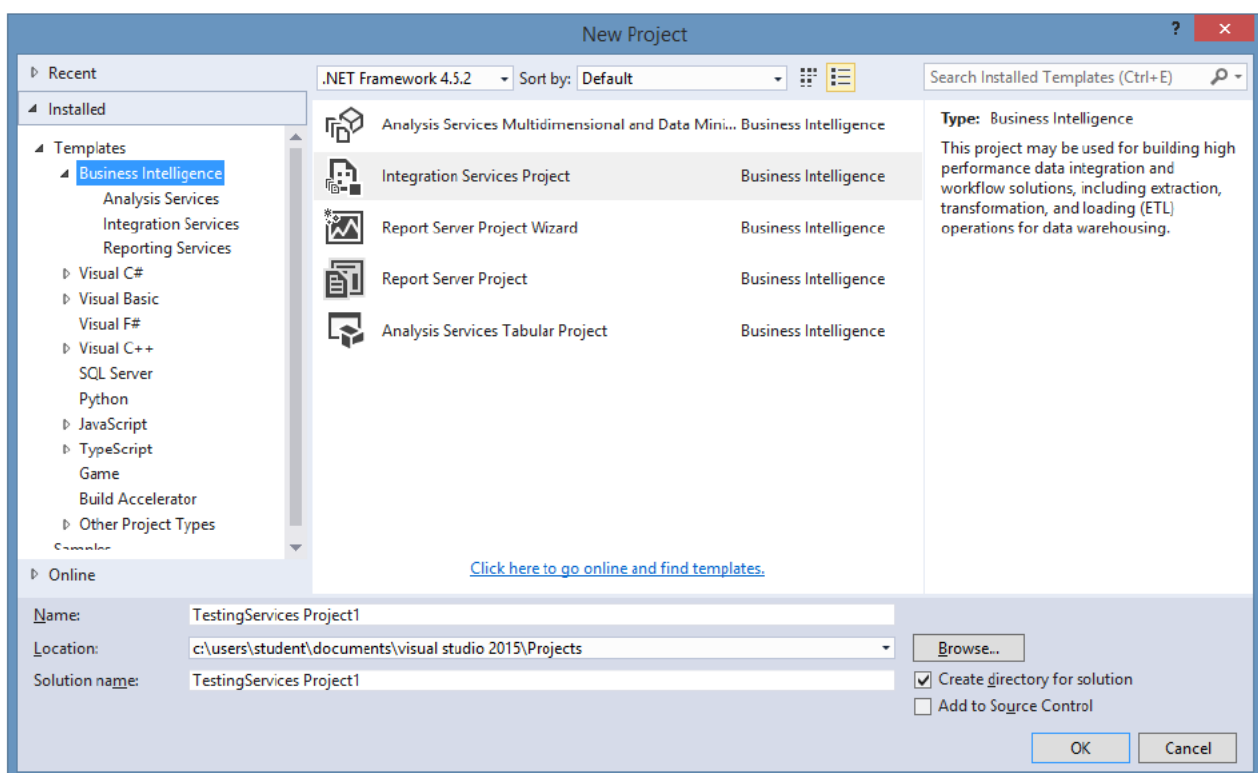 New Project
?
Recent
.NET Framework 4.5.2 Sort by: Default
Search Installed Templates (Ctrl+E)
Installed
Templates
Business Intelligence
Analysis Services
Integration Services
Reporting Services
Visual C#
Visual Basic
Visual F#
Visual C++
SQL Server
Python
JavaScript
TypeScript
Game
Build Accelerator
Other Project Types
Samples
Online
Analysis Services Multidimensional and Data Mini... Business Intelligence
Integration Services Project Business Intelligence
Report Server Project Wizard Business Intelligence
Report Server Project Business Intelligence
Analysis Services Tabular Project Business Intelligence
Click here to go online and find templates.
Type: Business Intelligence
This project may be used for building high
performance data integration and
workflow solutions, including extraction,
transformation, and loading (ETL)
operations for data warehousing.
Name: TestingServices Project1
Location: c:\users\student\documents\visual studio 2015\Projects
Browse...
Solution name: TestingServices Project1
Create directory for solution
Add to Source Control
OK Cancel